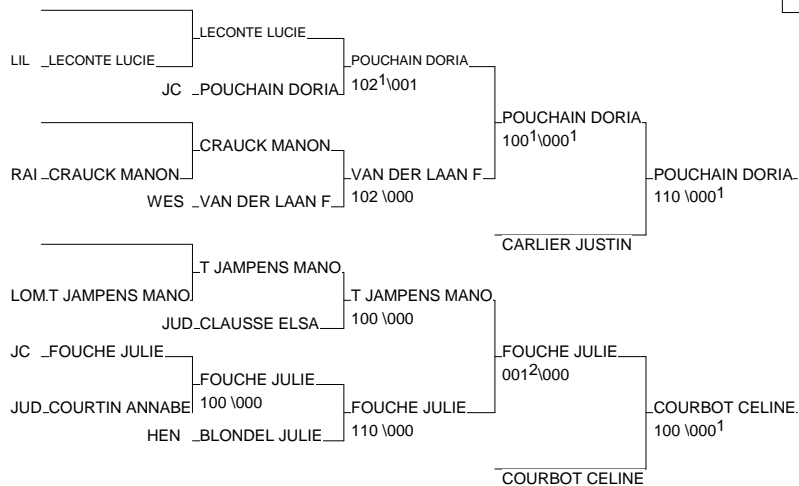 LECONTE LUCIE
LIL LECONTE LUCIE
POUCHAIN DORIA
JC POUCHAIN DORIA
102¹\001
POUCHAIN DORIA
100¹\000¹
CRAUCK MANON
RAI CRAUCK MANON
VAN DER LAAN F
POUCHAIN DORIA
WES VAN DER LAAN F
102 \000
110 \000¹
CARLIER JUSTIN
T JAMPENS MANO
LOM T JAMPENS MANO
T JAMPENS MANO
JUD CLAUSSE ELSA
100 \000
JC FOUCHE JULIE
FOUCHE JULIE
001²\000
FOUCHE JULIE
100 \000
JUD COURTIN ANNABE
FOUCHE JULIE
COURBOT CELINE
HEN BLONDEL JULIE
110 \000
100 \000¹
COURBOT CELINE